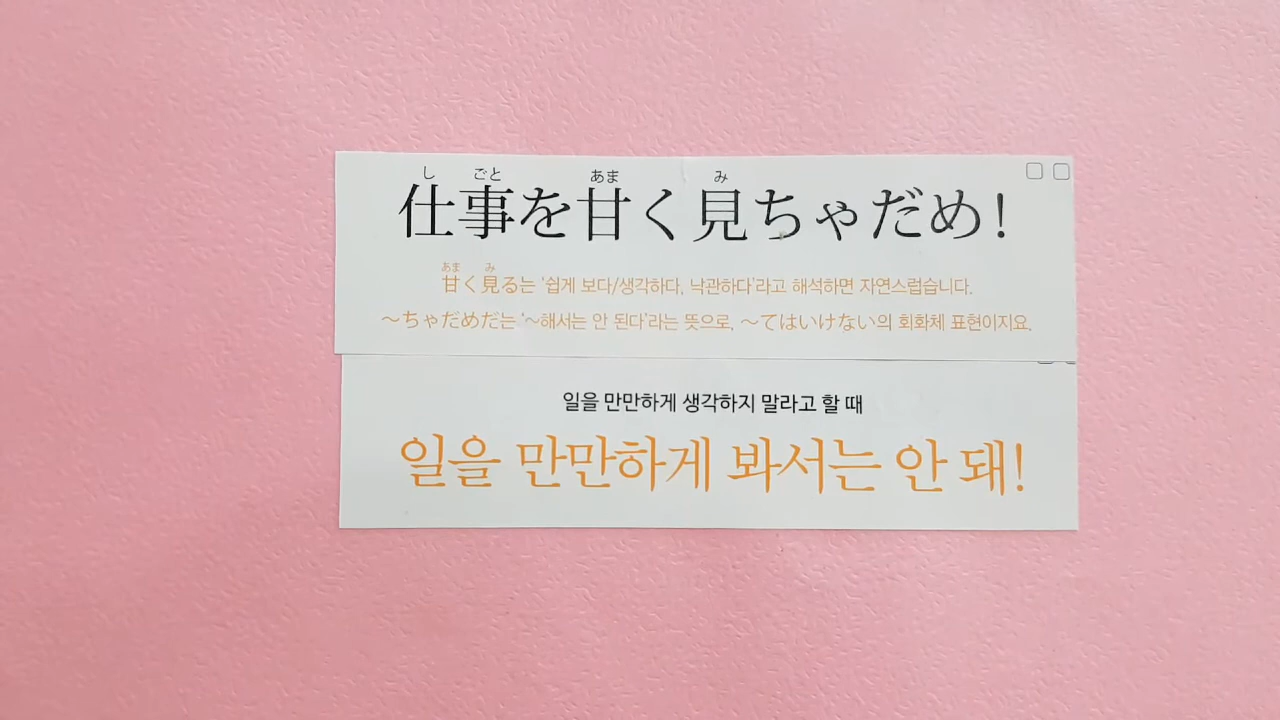 し ごと あま み
仕事を甘く見ちゃだめ!
あま み
甘く見る는 '쉽게 보다/생각하다, 낙관하다'라고 해석하면 자연스럽습니다.
～ちゃだめだ는 '～해서는 안 된다'라는 뜻으로, ～てはいけない의 회화체 표현이지요.
일을 만만하게 생각하지 말라고 할 때
일을 만만하게 봐서는 안 돼!